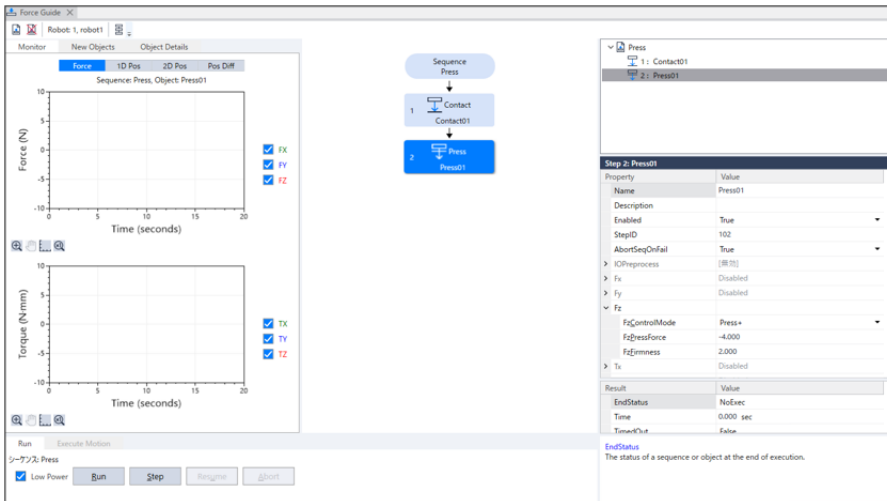 Force Guide
Robot: 1, robot1
Monitor New Objects Object Details
Force 1D Pos 2D Pos Pos Diff
Sequence: Press, Object: Press01
10
5
0
-5
-10
Force (N)
0 5 10 15 20
Time (seconds)
FX
FY
FZ
10
5
0
-5
-10
Torque (N·mm)
0 5 10 15 20
Time (seconds)
TX
TY
TZ
Run Execute Motion
シーケンス: Press
Low Power Run Step Resume Abort
Sequence
Press
1 Contact
Contact01
2 Press
Press01
Press
1 : Contact01
2 : Press01
Step 2: Press01
Property Value
Name Press01
Description
Enabled True
StepID 102
AbortSeqOnFail True
IOPreprocess [無効]
Fx Disabled
Fy Disabled
Fz
FzControlMode Press+
FzPressForce -4.000
FzFirmness 2.000
Tx Disabled
Result Value
EndStatus NoExec
Time 0.000 sec
TimedOut False
EndStatus
The status of a sequence or object at the end of execution.